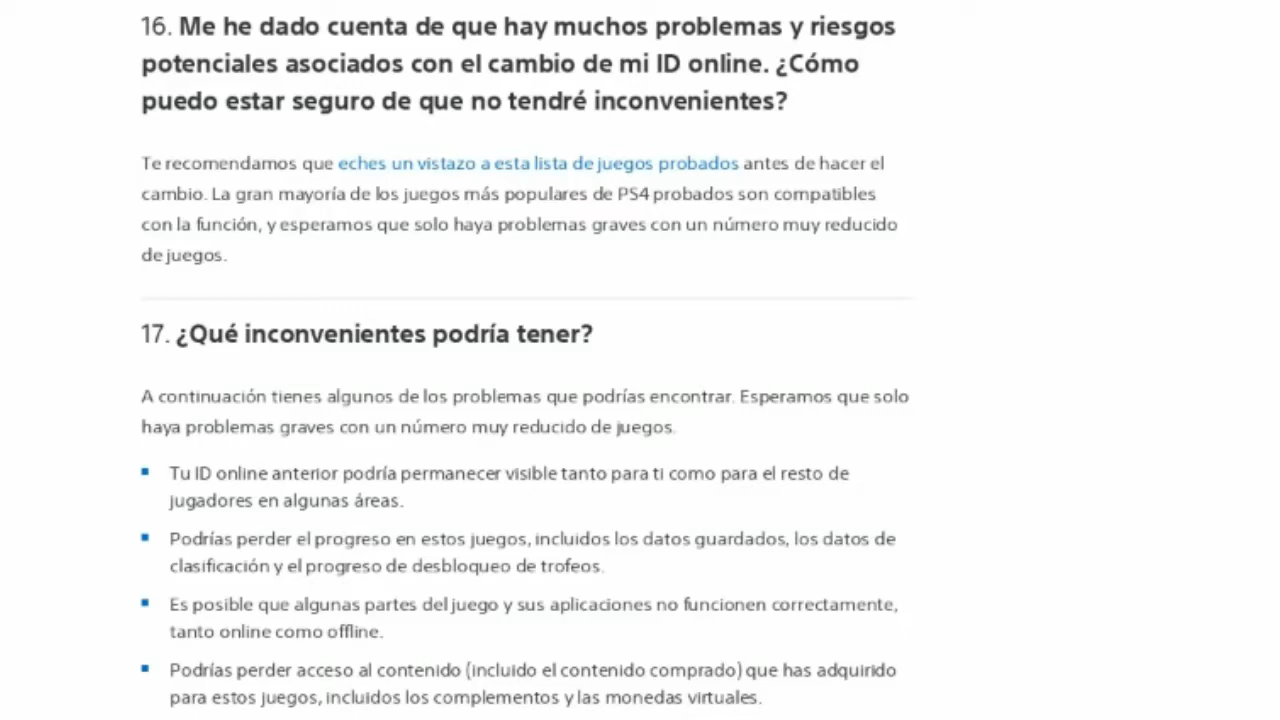 16. Me he dado cuenta de que hay muchos problemas y riesgos
potenciales asociados con el cambio de mi ID online. ¿Cómo
puedo estar seguro de que no tendré inconvenientes?
Te recomendamos que eches un vistazo a esta lista de juegos probados antes de hacer el
cambio. La gran mayoría de los juegos más populares de PS4 probados son compatibles
con la función, y esperamos que solo haya problemas graves con un número muy reducido
de juegos.
17. ¿Qué inconvenientes podría tener?
A continuación tienes algunos de los problemas que podrías encontrar. Esperamos que solo
haya problemas graves con un número muy reducido de juegos.
Tu ID online anterior podría permanecer visible tanto para ti como para el resto de
jugadores en algunas áreas.
Podrías perder el progreso en estos juegos, incluidos los datos guardados, los datos de
clasificación y el progreso de desbloqueo de trofeos.
Es posible que algunas partes del juego y sus aplicaciones no funcionen correctamente,
tanto online como offline.
Podrías perder acceso al contenido (incluido el contenido comprado) que has adquirido
para estos juegos, incluidos los complementos y las monedas virtuales.